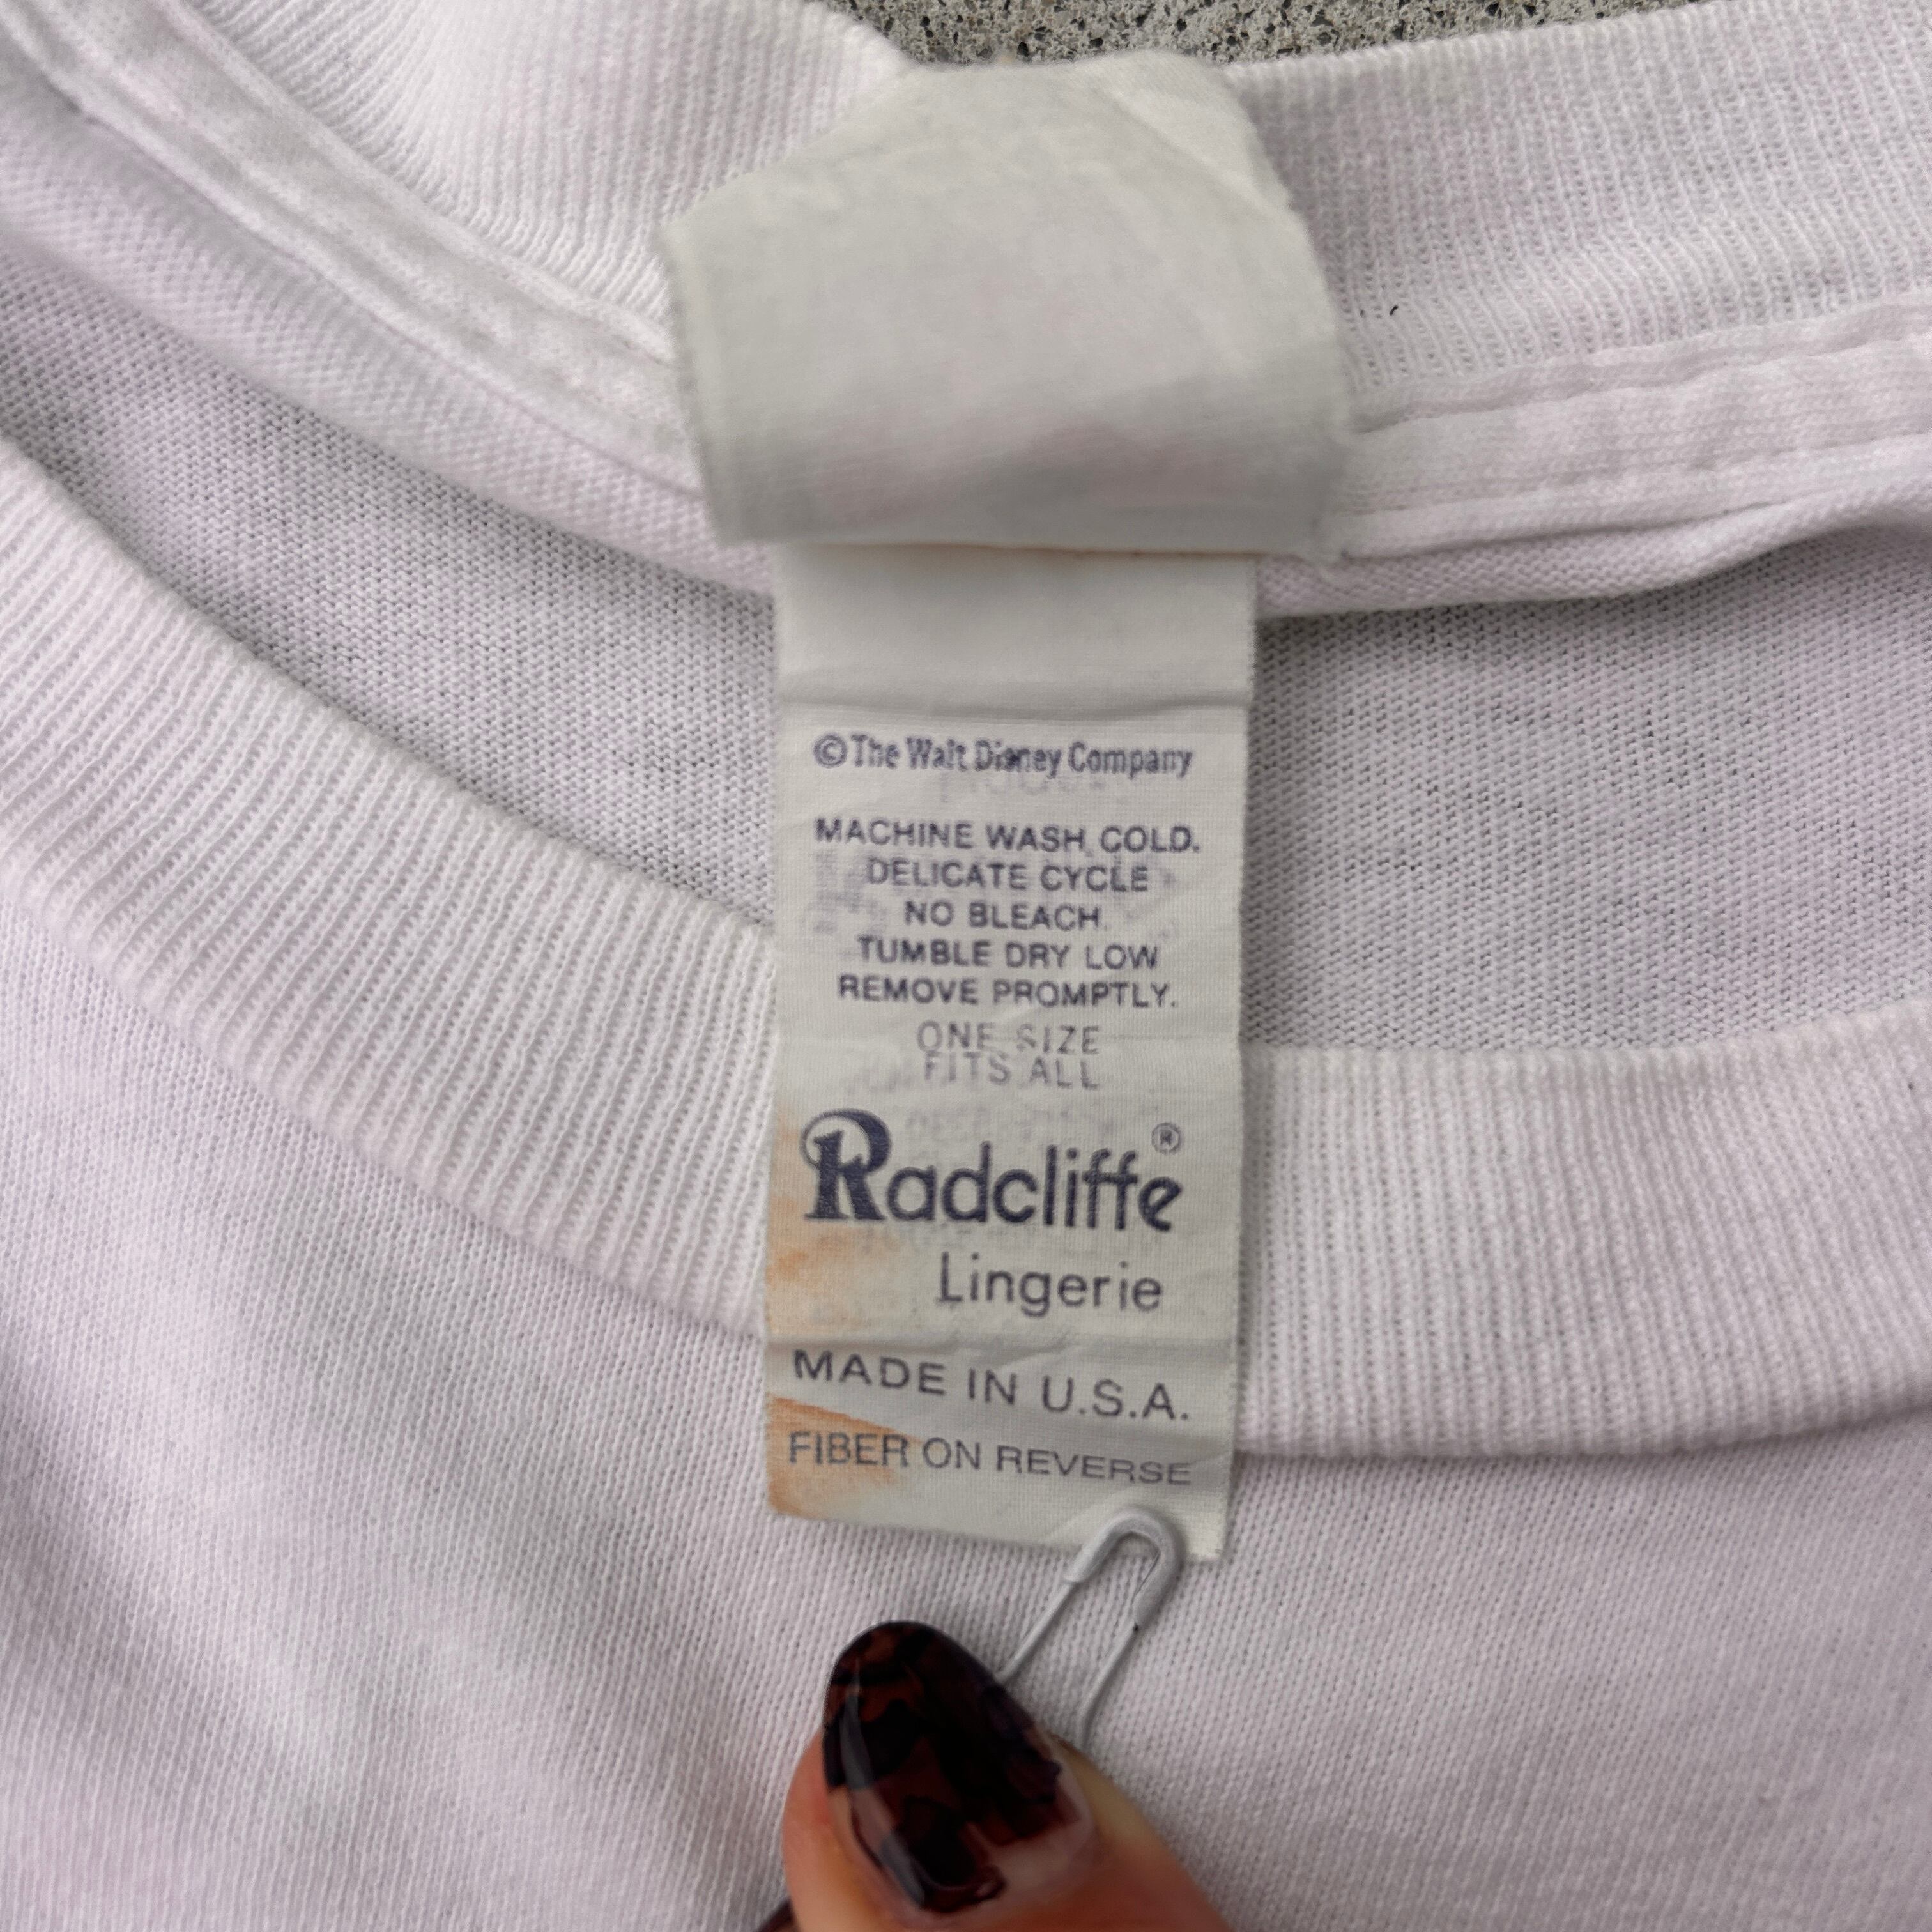 © The Walt Disney Company
MACHINE WASH COLD.
DELICATE CYCLE
NO BLEACH.
TUMBLE DRY LOW
REMOVE PROMPTLY.
ONE SIZE
FITS ALL
Radcliffe®
Lingerie
MADE IN U.S.A.
FIBER ON REVERSE